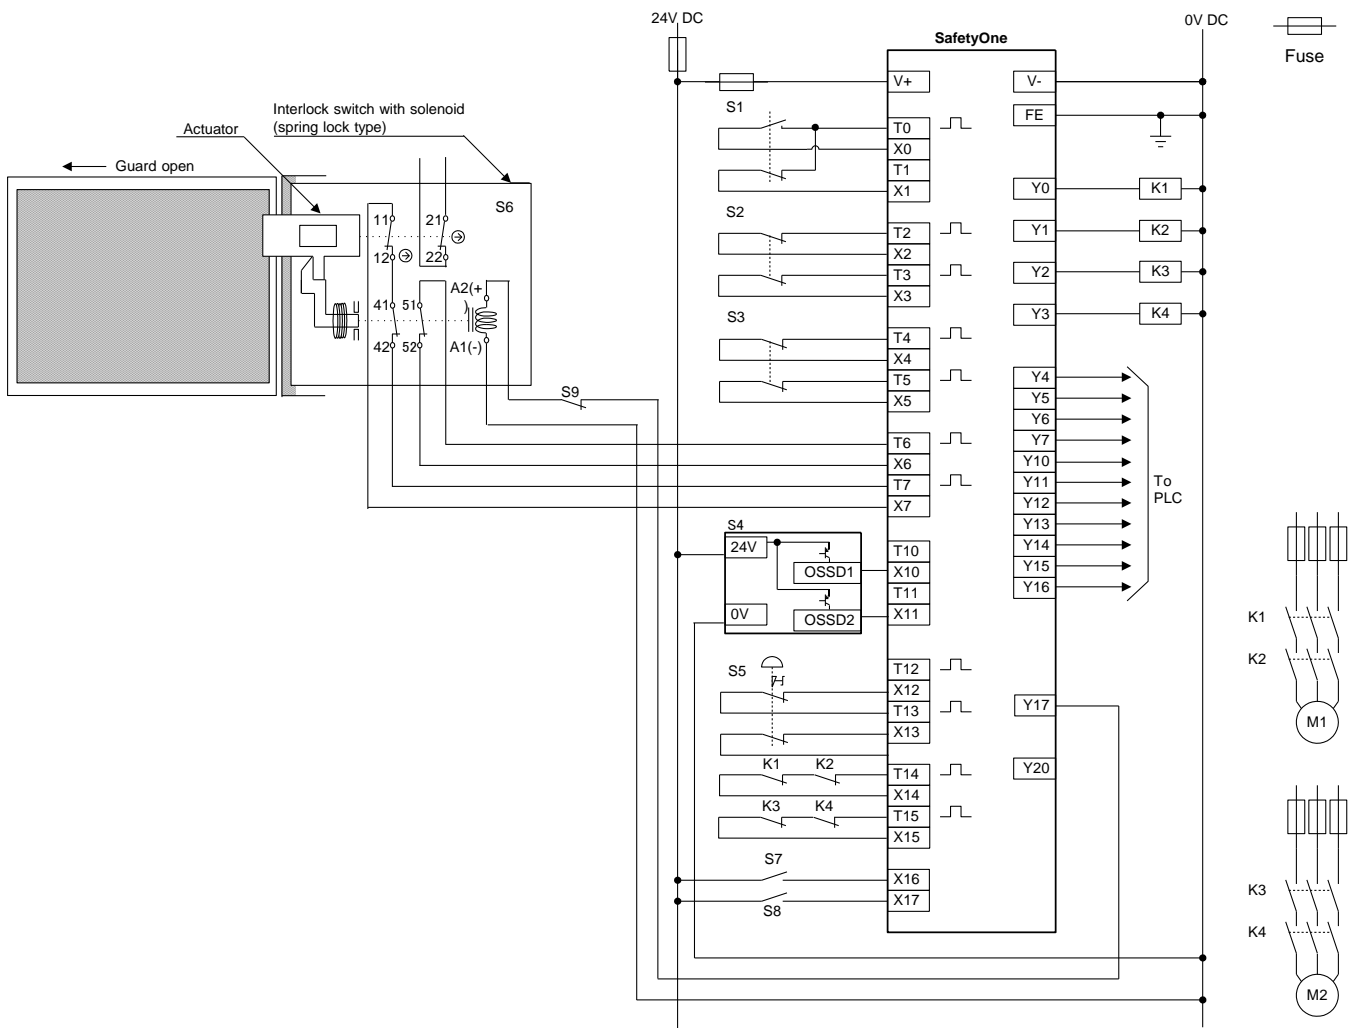 24V DC
0V DC
SafetyOne
Fuse
V+
V-
S1
FE
Interlock switch with solenoid
(spring lock type)
Actuator
T0
X0
T1
X1
Guard open
Y0
K1
S6
S2
11
21
T2
X2
T3
X3
Y1
K2
12
22
Y2
K3
A2(+
)
41
51
S3
Y3
K4
42
52
A1(-)
T4
X4
T5
X5
Y4
Y5
Y6
Y7
Y10
Y11
Y12
Y13
Y14
Y15
Y16
To
PLC
S9
T6
X6
T7
X7
S4
24V
OSSD1
0V
OSSD2
T10
X10
T11
X11
K1
K2
M1
S5
T12
X12
T13
X13
Y17
K1
K2
T14
X14
Y20
K3
K4
T15
X15
S7
X16
X17
S8
K3
K4
M2